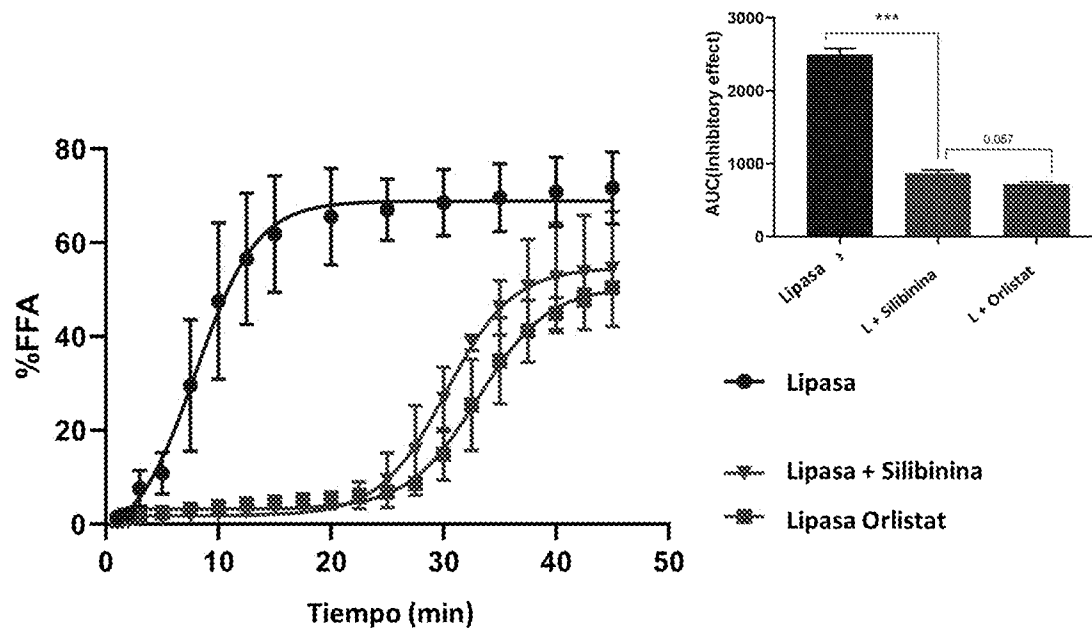 80
60
40
20
0
%FFA
0
10
20
30
40
50
Tiempo (min)
3000
2000
1000
0
AUC(Inhibitory effect)
***
0.067
Lipasa
L + Silibinina
L + Orlistat
Lipasa
Lipasa + Silibinina
Lipasa Orlistat